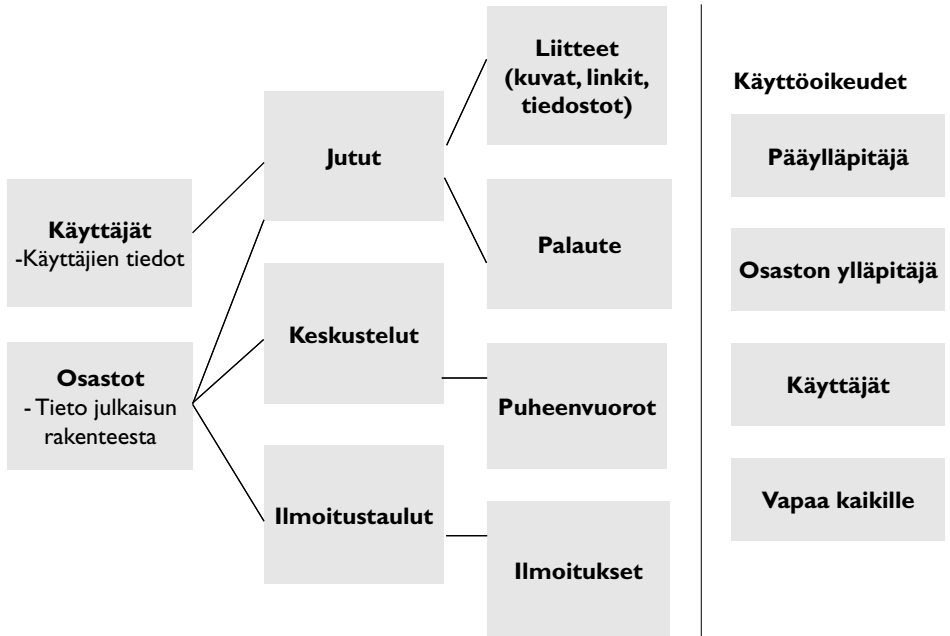 Käyttäjät
-Käyttäjien tiedot
Osastot
- Tieto julkaisun
rakenteesta
Jutut
Keskustelut
Ilmoitustaulut
Liitteet
(kuvat, linkit,
tiedostot)
Palaute
Puheenvuorot
Ilmoitukset
Käyttöoikeudet
Pääylläpitäjä
Osaston ylläpitäjä
Käyttäjät
Vapaa kaikille